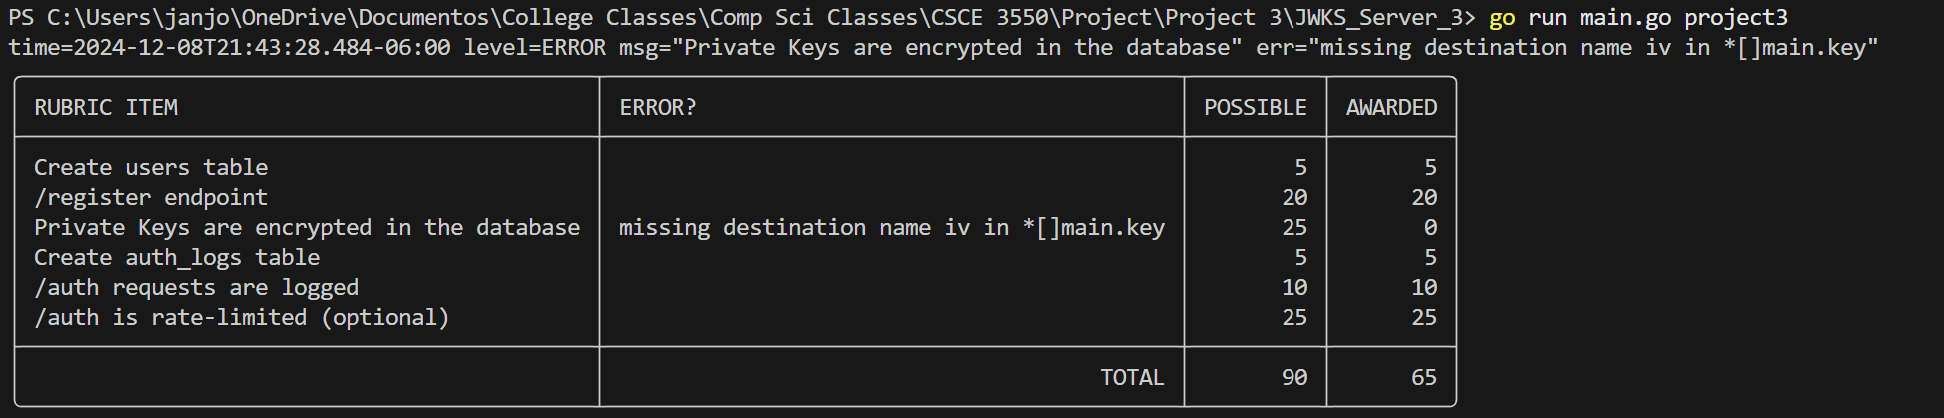 PS C:\Users\janjo\OneDrive\Documentos\College Classes\Comp Sci Classes\CSCE 3550\Project\Project 3\JWKS_Server_3> go run main.go project3
time=2024-12-08T21:43:28.484-06:00 level=ERROR msg="Private Keys are encrypted in the database" err="missing destination name iv in *[]main.key"
RUBRIC ITEM ERROR? POSSIBLE AWARDED
Create users table 5 5
/register endpoint 20 20
Private Keys are encrypted in the database missing destination name iv in *[]main.key 25 0
Create auth_logs table 5 5
/auth requests are logged 10 10
/auth is rate-limited (optional) 25 25
TOTAL 90 65